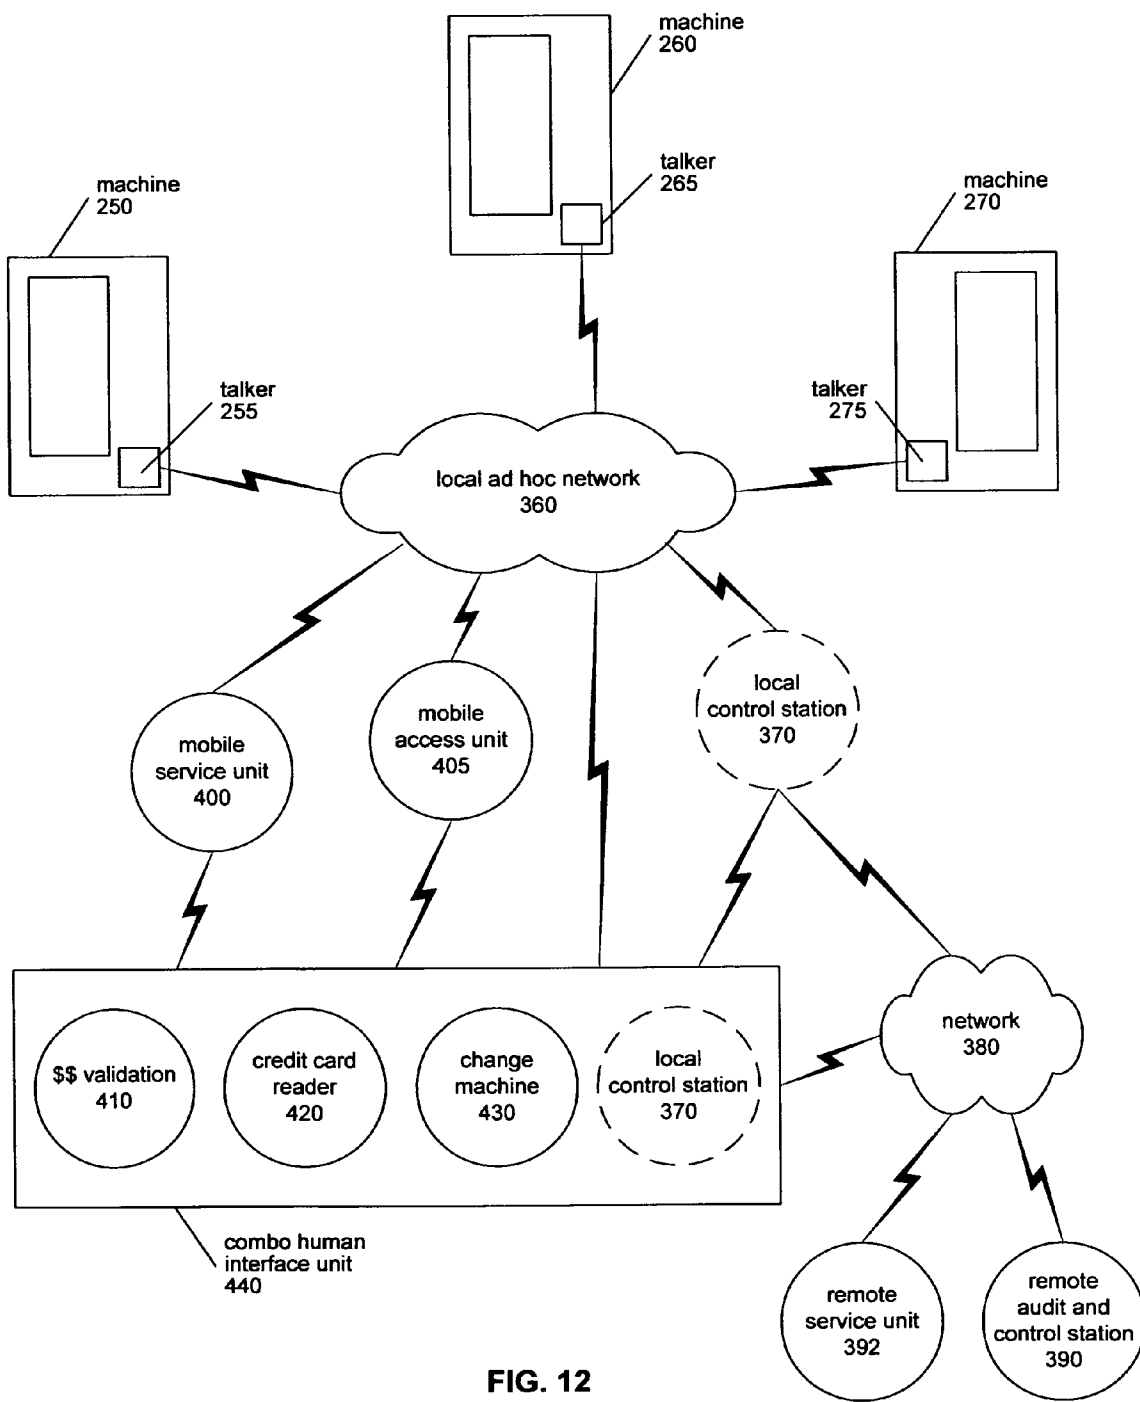 machine
260
talker
265
machine
250
machine
270
talker
255
talker
275
local ad hoc network
360
mobile
service unit
400
mobile
access unit
405
local
control station
370
$$ validation
410
credit card
reader
420
change
machine
430
local
control station
370
network
380
combo human
interface unit
440
remote
service unit
392
remote
audit and
control station
390
FIG. 12